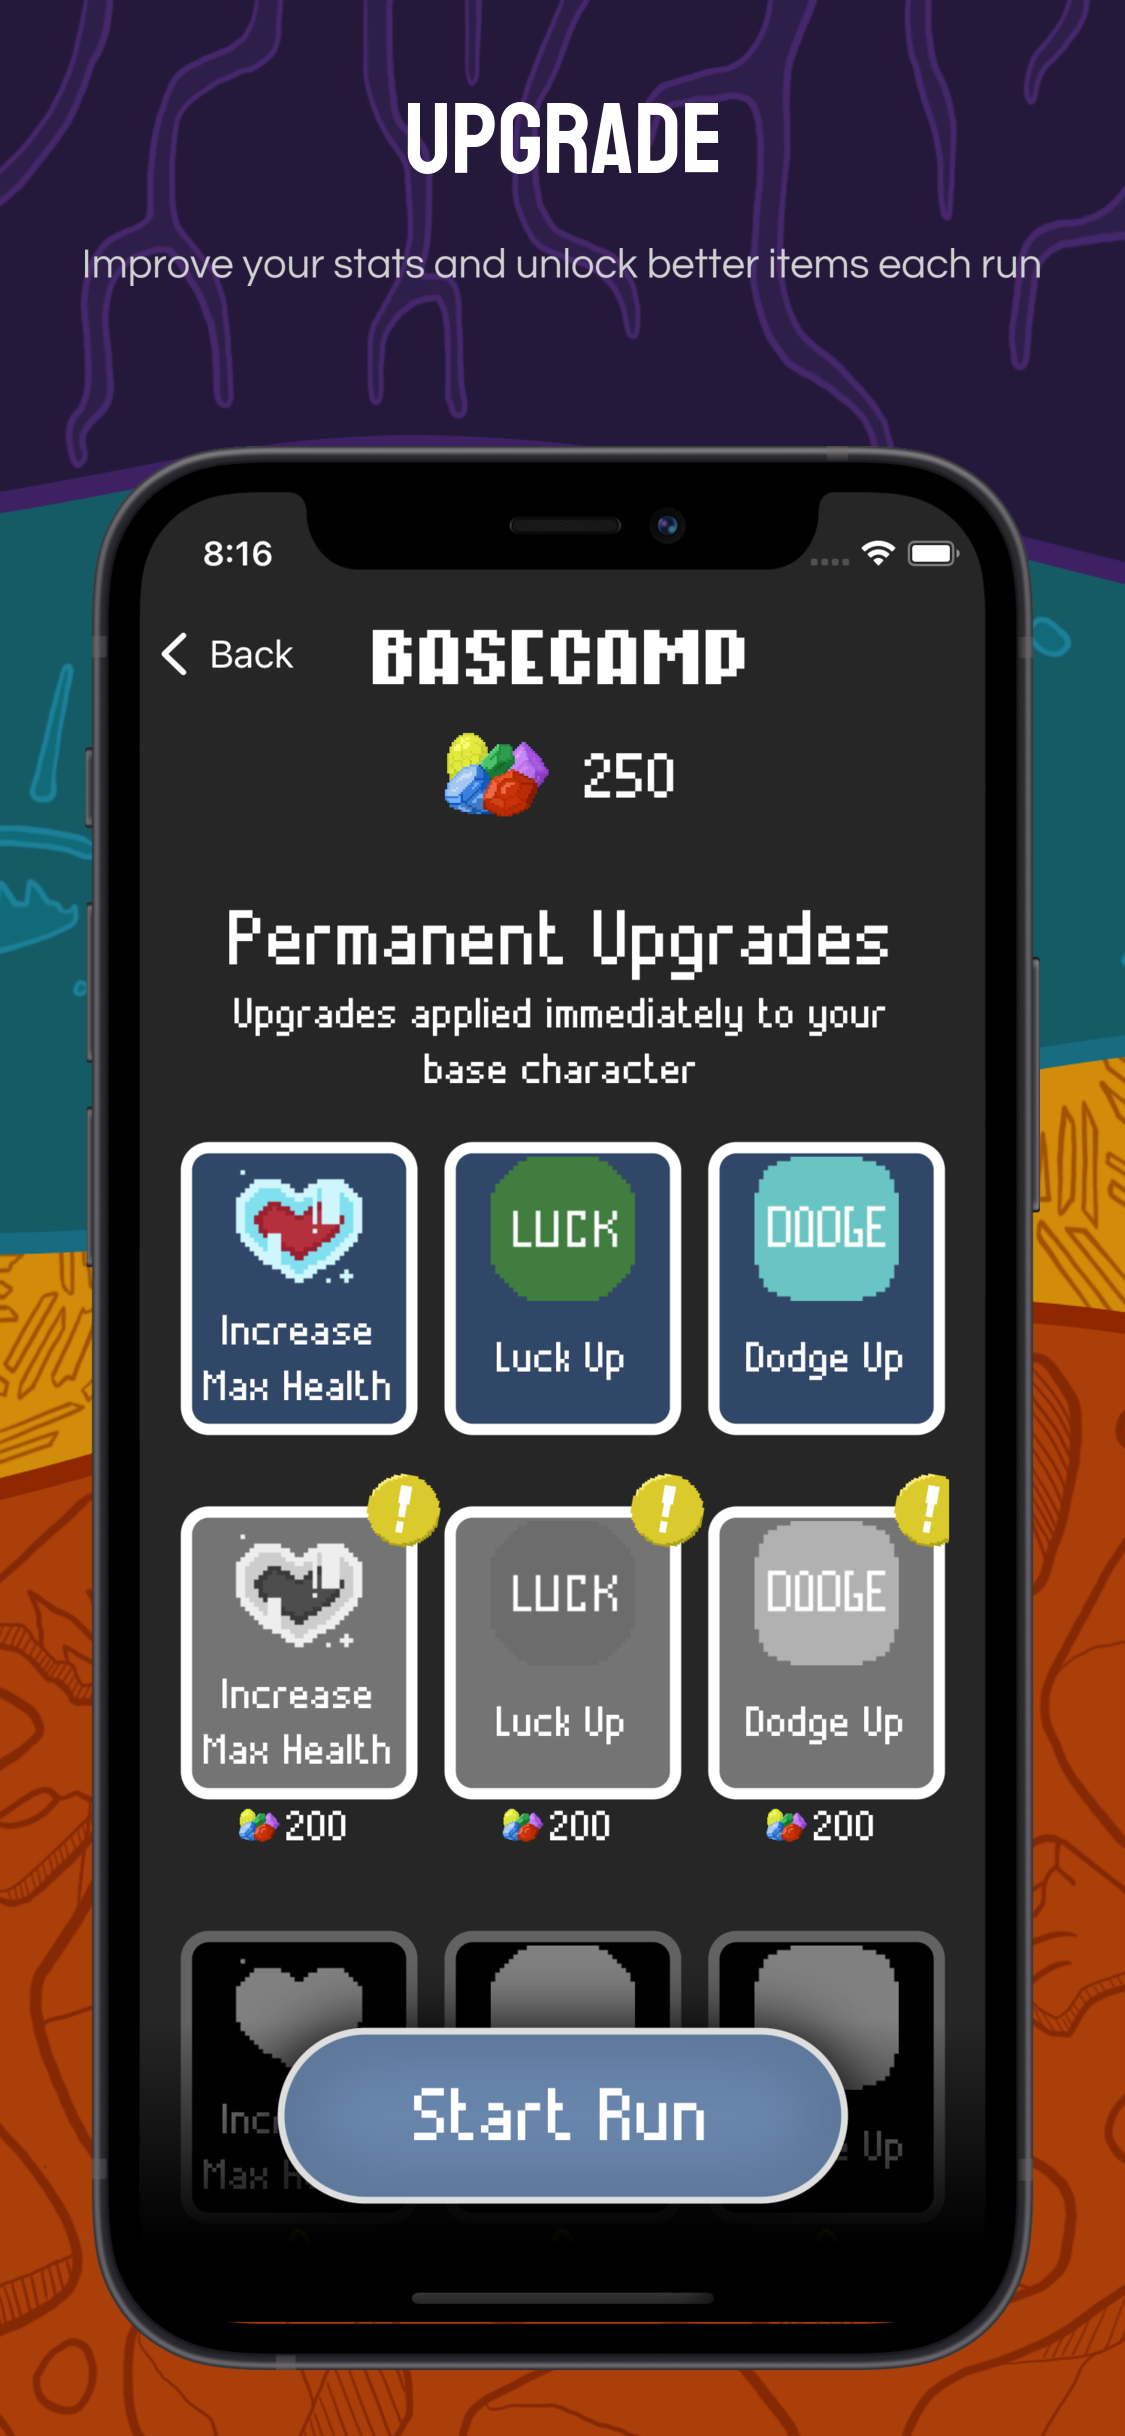 UPGRADE
Improve your stats and unlock better items each run
8:16
Back
BASECAMP
250
Permanent Upgrades
Upgrades applied immediately to your
base character
LUCK
DODGE
Increase
Max Health
Luck Up
Dodge Up
!
!
!
LUCK
DODGE
Increase
Max Health
Luck Up
Dodge Up
200
200
200
Max
Up
Start Run